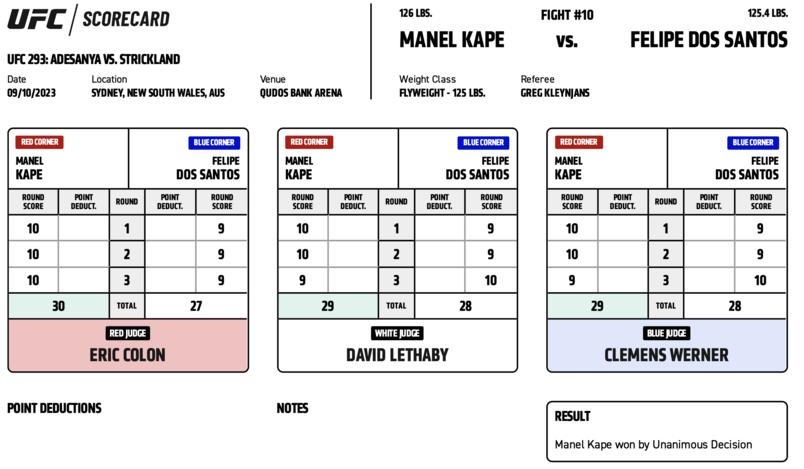 UFC / SCORECARD
UFC 293: ADESANYA VS. STRICKLAND
Date Location Venue
09/10/2023 SYDNEY, NEW SOUTH WALES, AUS QUDOS BANK ARENA
126 LBS. FIGHT #10 125.4 LBS.
MANEL KAPE VS. FELIPE DOS SANTOS
Weight Class Referee
FLYWEIGHT - 125 LBS. GREG KLEYNJANS
RED CORNER BLUE CORNER
MANEL FELIPE
KAPE DOS SANTOS
ROUND POINT ROUND POINT ROUND
SCORE DEDUCT. DEDUCT. SCORE
10 1 9
10 2 9
10 3 9
30 TOTAL 27
RED JUDGE
ERIC COLON
RED CORNER BLUE CORNER
MANEL FELIPE
KAPE DOS SANTOS
ROUND POINT ROUND POINT ROUND
SCORE DEDUCT. DEDUCT. SCORE
10 1 9
10 2 9
9 3 10
29 TOTAL 28
WHITE JUDGE
DAVID LETHABY
RED CORNER BLUE CORNER
MANEL FELIPE
KAPE DOS SANTOS
ROUND POINT ROUND POINT ROUND
SCORE DEDUCT. DEDUCT. SCORE
10 1 9
10 2 9
9 3 10
29 TOTAL 28
BLUE JUDGE
CLEMENS WERNER
POINT DEDUCTIONS
NOTES
RESULT
Manel Kape won by Unanimous Decision